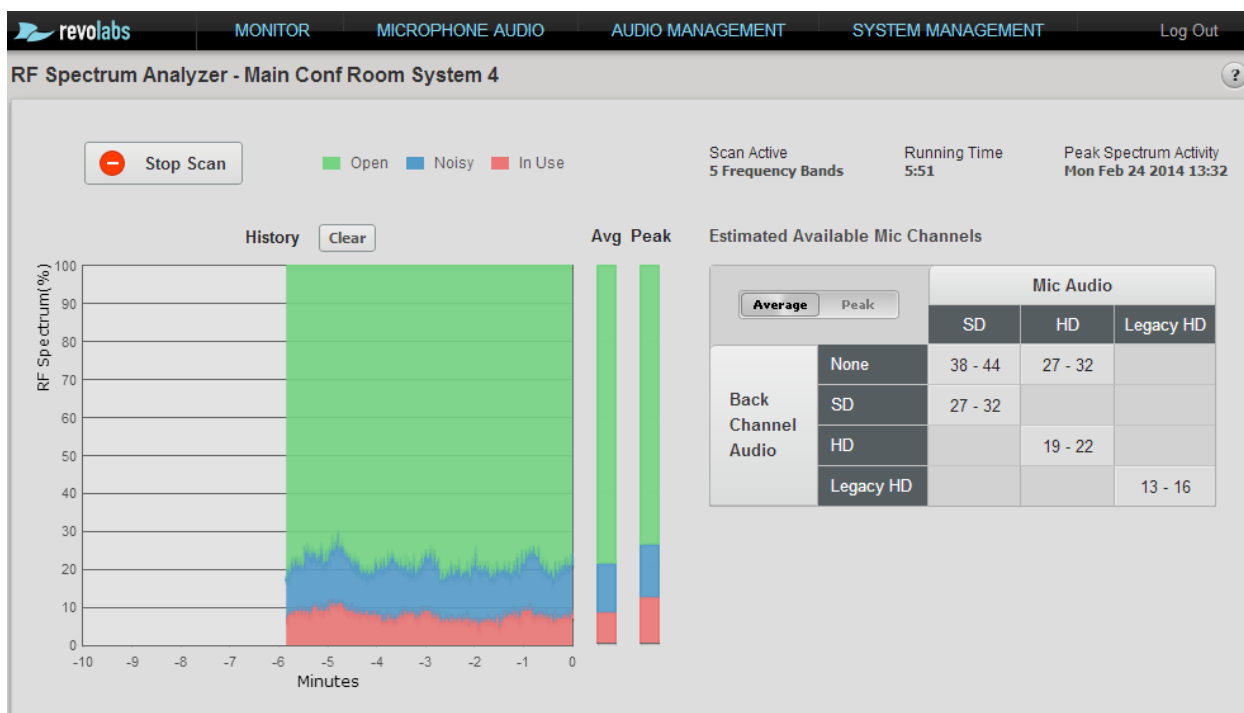 revolabs MONITOR MICROPHONE AUDIO AUDIO MANAGEMENT SYSTEM MANAGEMENT Log Out
RF Spectrum Analyzer - Main Conf Room System 4 ?
Stop Scan
Open Noisy In Use
Scan Active
5 Frequency Bands
Running Time
5:51
Peak Spectrum Activity
Mon Feb 24 2014 13:32
History Clear
Avg Peak
RF Spectrum(%)
100
90
80
70
60
50
40
30
20
10
0
-10 -9 -8 -7 -6 -5 -4 -3 -2 -1 0
Minutes
Estimated Available Mic Channels
Average Peak
Mic Audio
SD HD Legacy HD
Back
Channel
Audio
None 38 - 44 27 - 32
SD 27 - 32
HD 19 - 22
Legacy HD 13 - 16